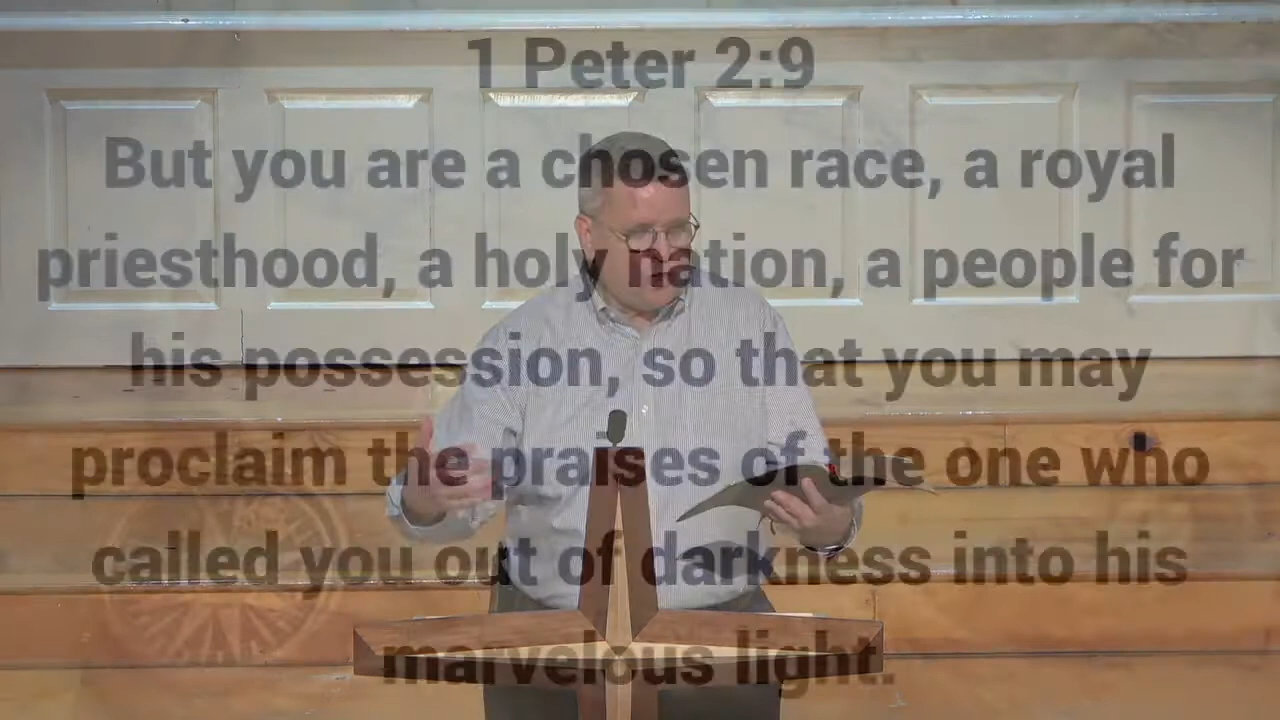 1 Peter 2:9
But you are a chosen race, a royal
priesthood, a holy nation, a people for
his possession, so that you may
proclaim the praises of the one who
called you out of darkness into his
marvelous light.